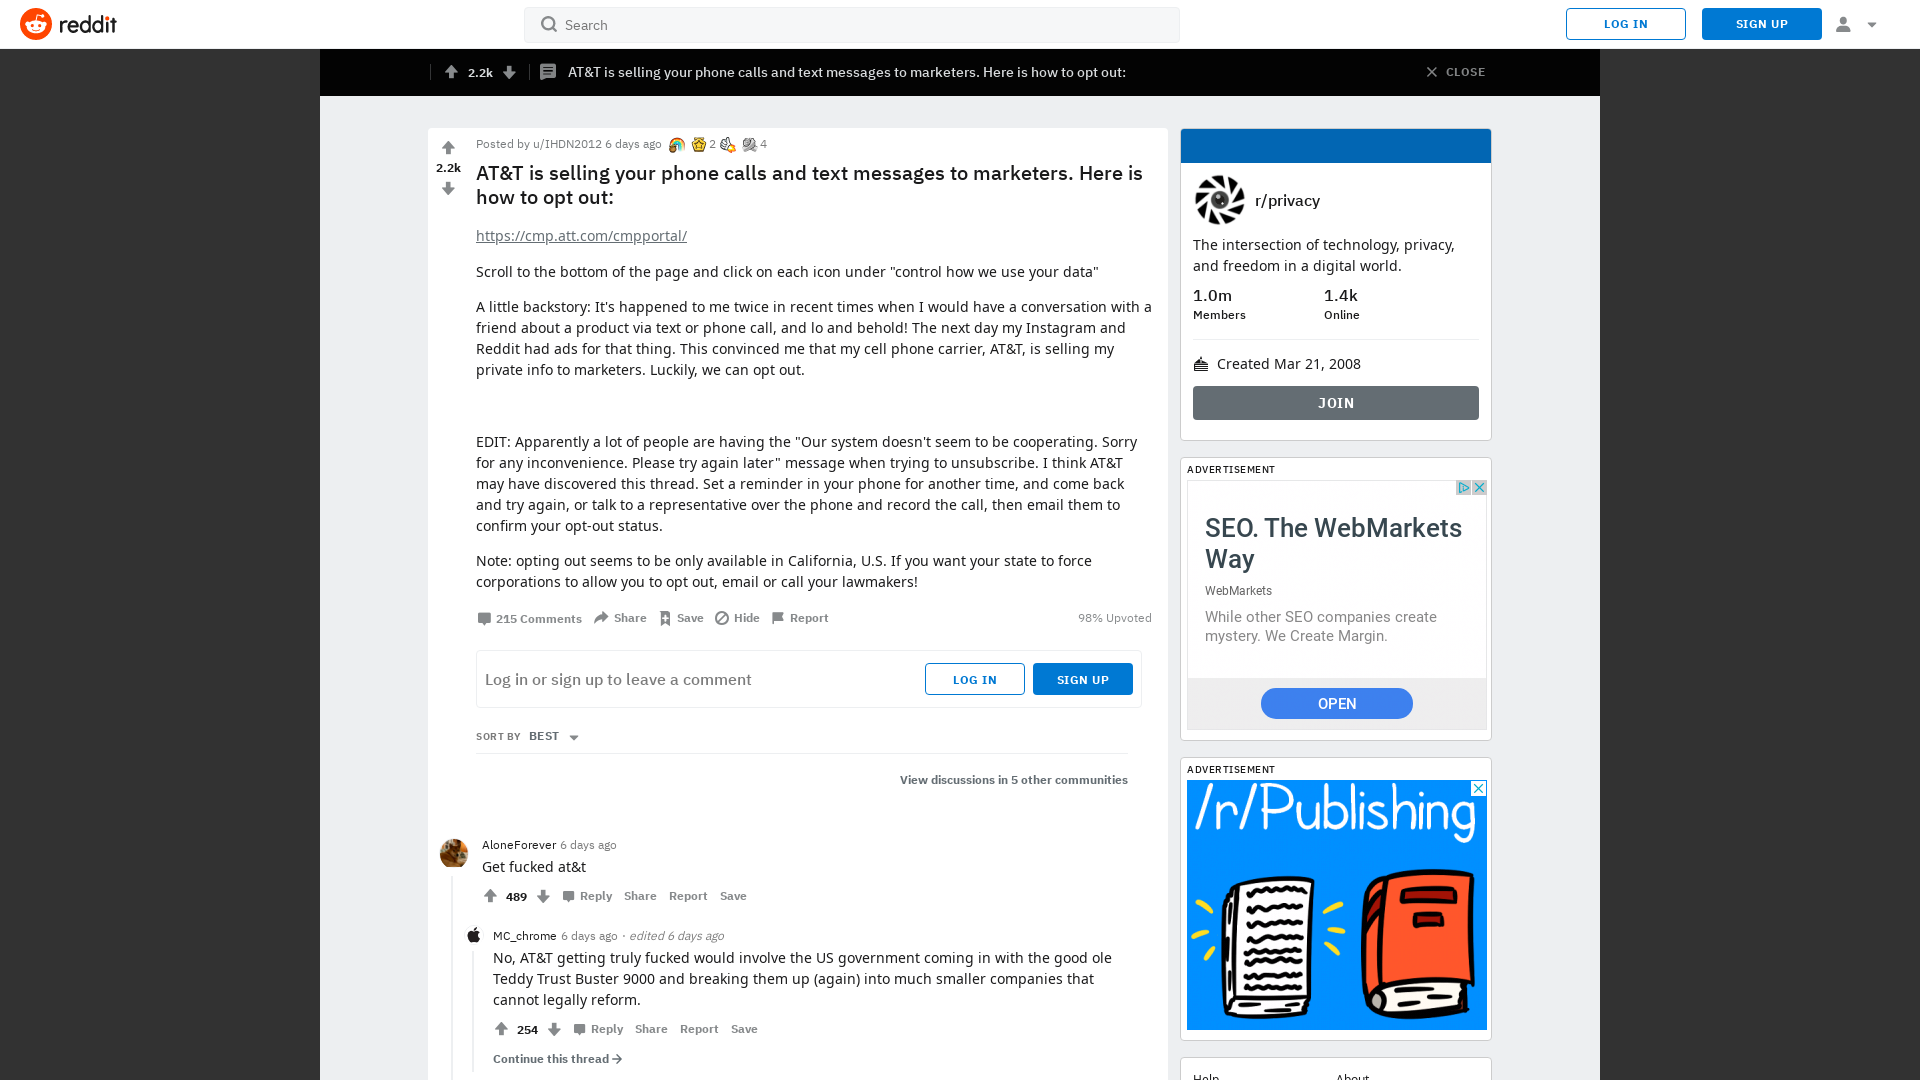 reddit
Search
LOG IN
SIGN UP
2.2k
AT&T is selling your phone calls and text messages to marketers. Here is how to opt out:
CLOSE
Posted by u/IHDN2012 6 days ago 2 4
2.2k
AT&T is selling your phone calls and text messages to marketers. Here is
how to opt out:
https://cmp.att.com/cmpportal/
Scroll to the bottom of the page and click on each icon under "control how we use your data"
A little backstory: It's happened to me twice in recent times when I would have a conversation with a
friend about a product via text or phone call, and lo and behold! The next day my Instagram and
Reddit had ads for that thing. This convinced me that my cell phone carrier, AT&T, is selling my
private info to marketers. Luckily, we can opt out.
EDIT: Apparently a lot of people are having the "Our system doesn't seem to be cooperating. Sorry
for any inconvenience. Please try again later" message when trying to unsubscribe. I think AT&T
may have discovered this thread. Set a reminder in your phone for another time, and come back
and try again, or talk to a representative over the phone and record the call, then email them to
confirm your opt-out status.
Note: opting out seems to be only available in California, U.S. If you want your state to force
corporations to allow you to opt out, email or call your lawmakers!
215 Comments Share Save Hide Report 98% Upvoted
Log in or sign up to leave a comment LOG IN SIGN UP
SORT BY BEST
View discussions in 5 other communities
AloneForever 6 days ago
Get fucked at&t
489 Reply Share Report Save
MC_chrome 6 days ago · edited 6 days ago
No, AT&T getting truly fucked would involve the US government coming in with the good ole
Teddy Trust Buster 9000 and breaking them up (again) into much smaller companies that
cannot legally reform.
254 Reply Share Report Save
Continue this thread
r/privacy
The intersection of technology, privacy,
and freedom in a digital world.
1.0m 1.4k
Members Online
Created Mar 21, 2008
JOIN
ADVERTISEMENT
SEO. The WebMarkets
Way
WebMarkets
While other SEO companies create
mystery. We Create Margin.
OPEN
ADVERTISEMENT
/r/Publishing
Help About